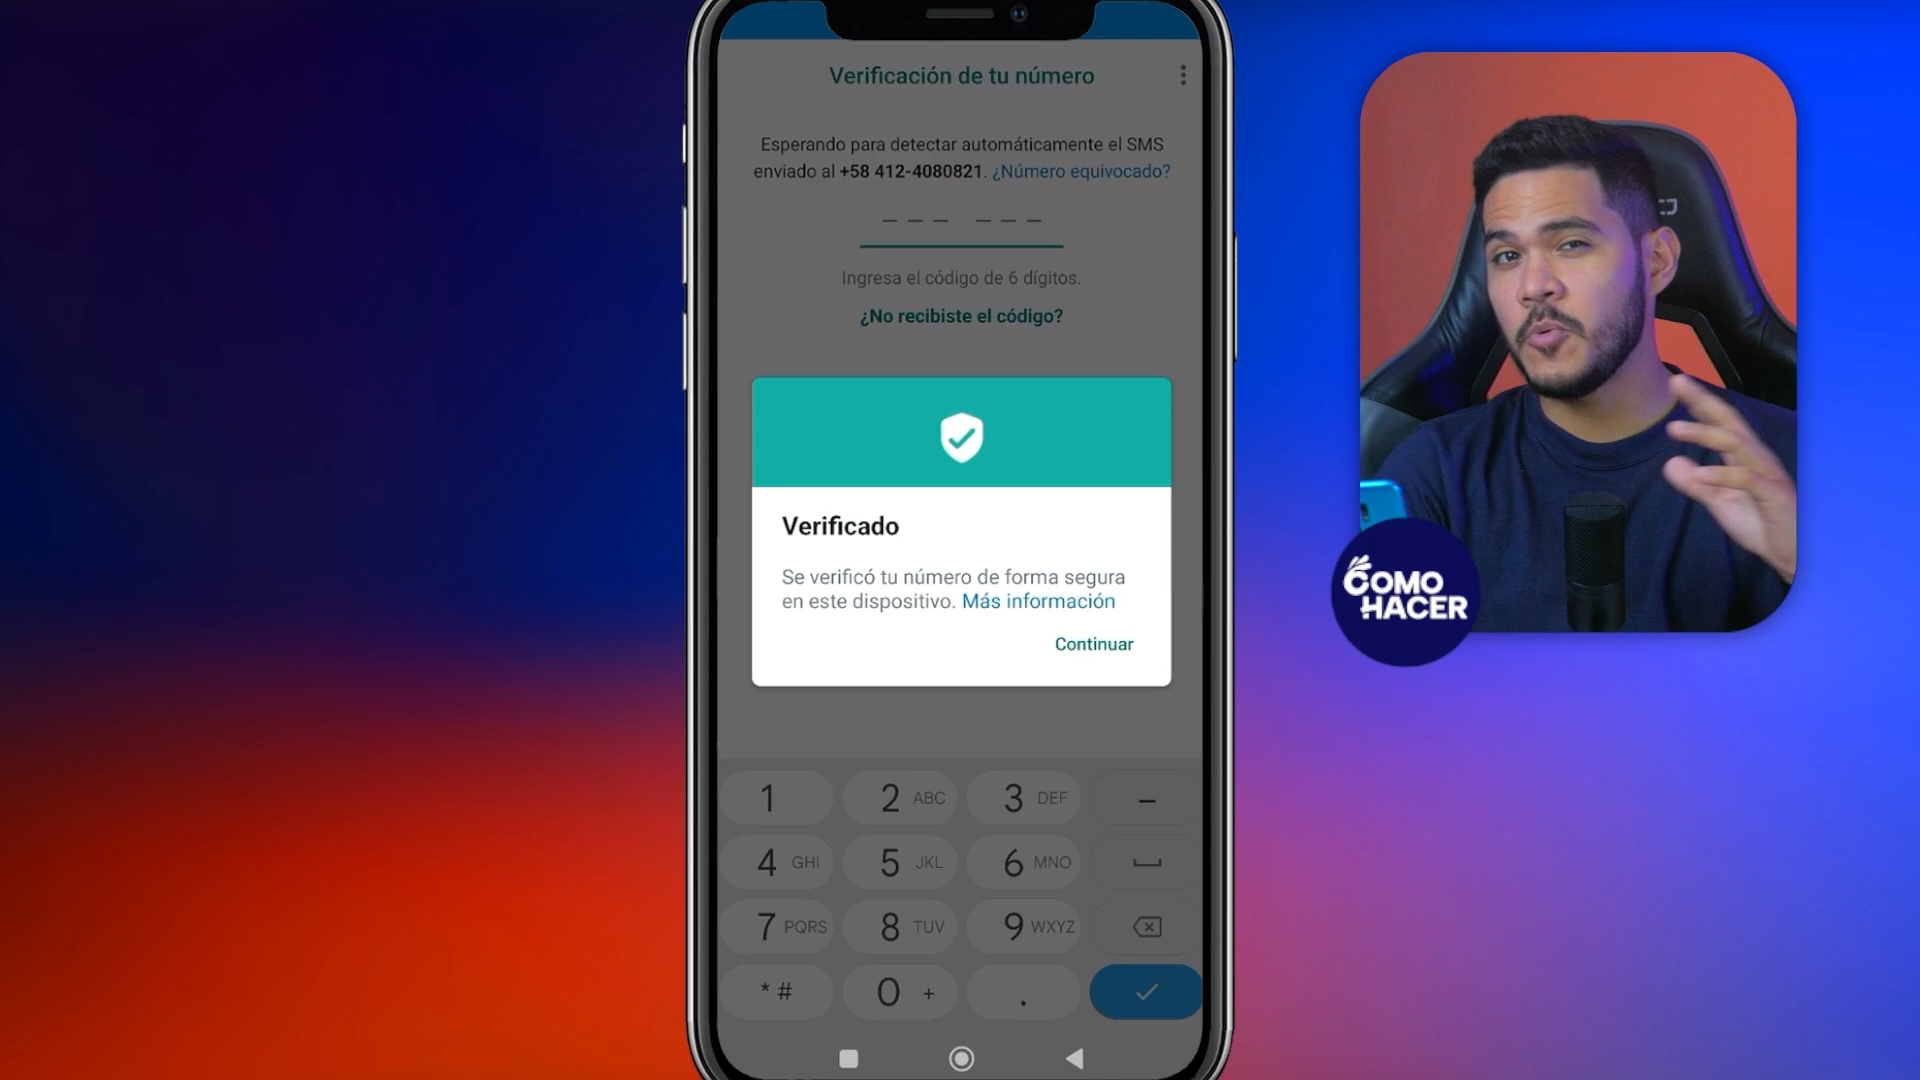 Verificación de tu número
Esperando para detectar automáticamente el SMS
enviado al +58 412-4080821. ¿Número equivocado?
Ingresa el código de 6 dígitos.
¿No recibiste el código?
Verificado
Se verificó tu número de forma segura
en este dispositivo. Más información
Continuar
1 2 ABC 3 DEF –
4 GHI 5 JKL 6 MNO
7 PQRS 8 TUV 9 WXYZ
* # 0 + .
COMO
HACER